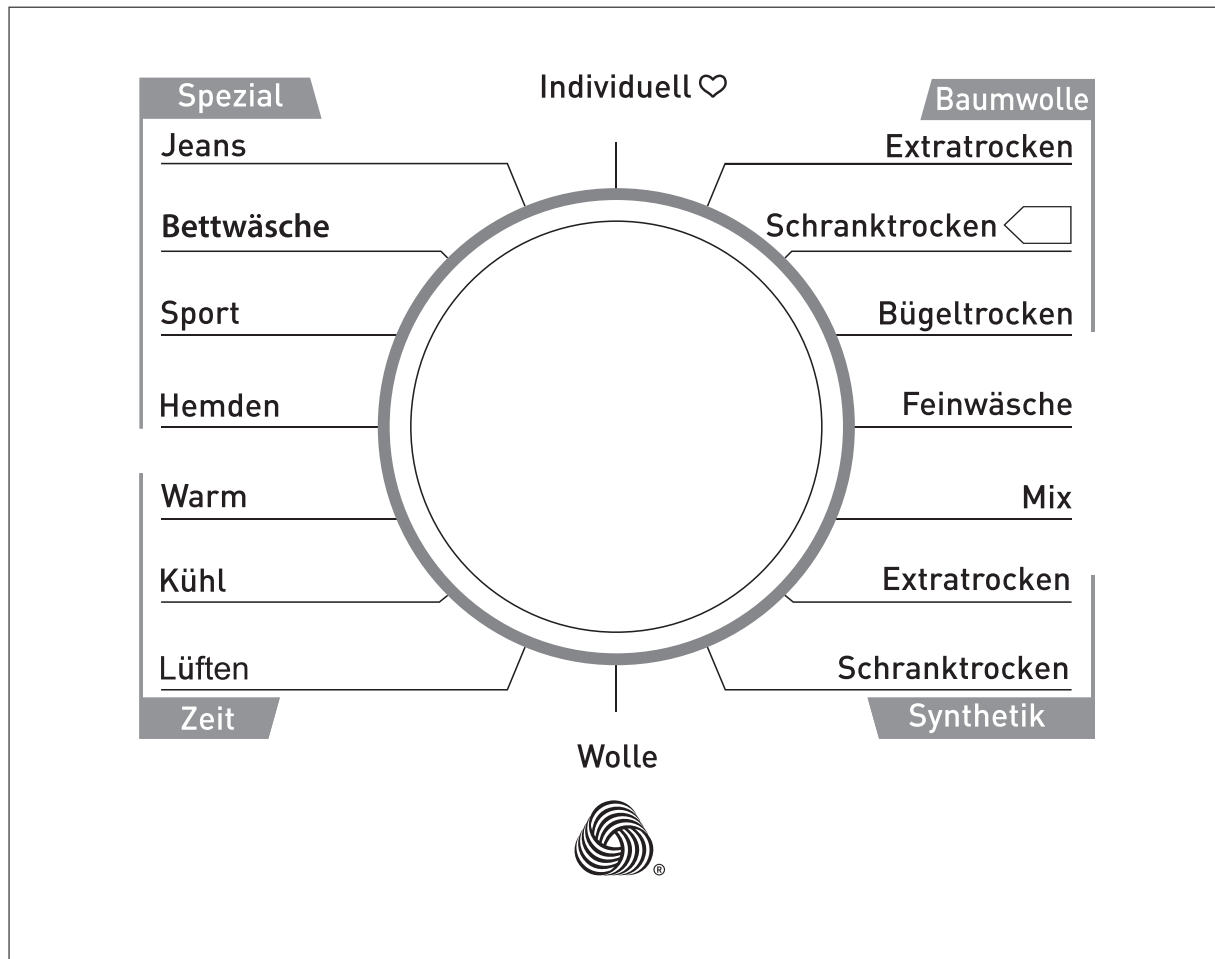 Individuell ♡
Spezial
Jeans
Bettwäsche
Sport
Hemden
Warm
Kühl
Lüften
Zeit
Baumwolle
Extratrocken
Schranktrocken
Bügeltrocken
Feinwäsche
Mix
Extratrocken
Schranktrocken
Synthetik
Wolle
®